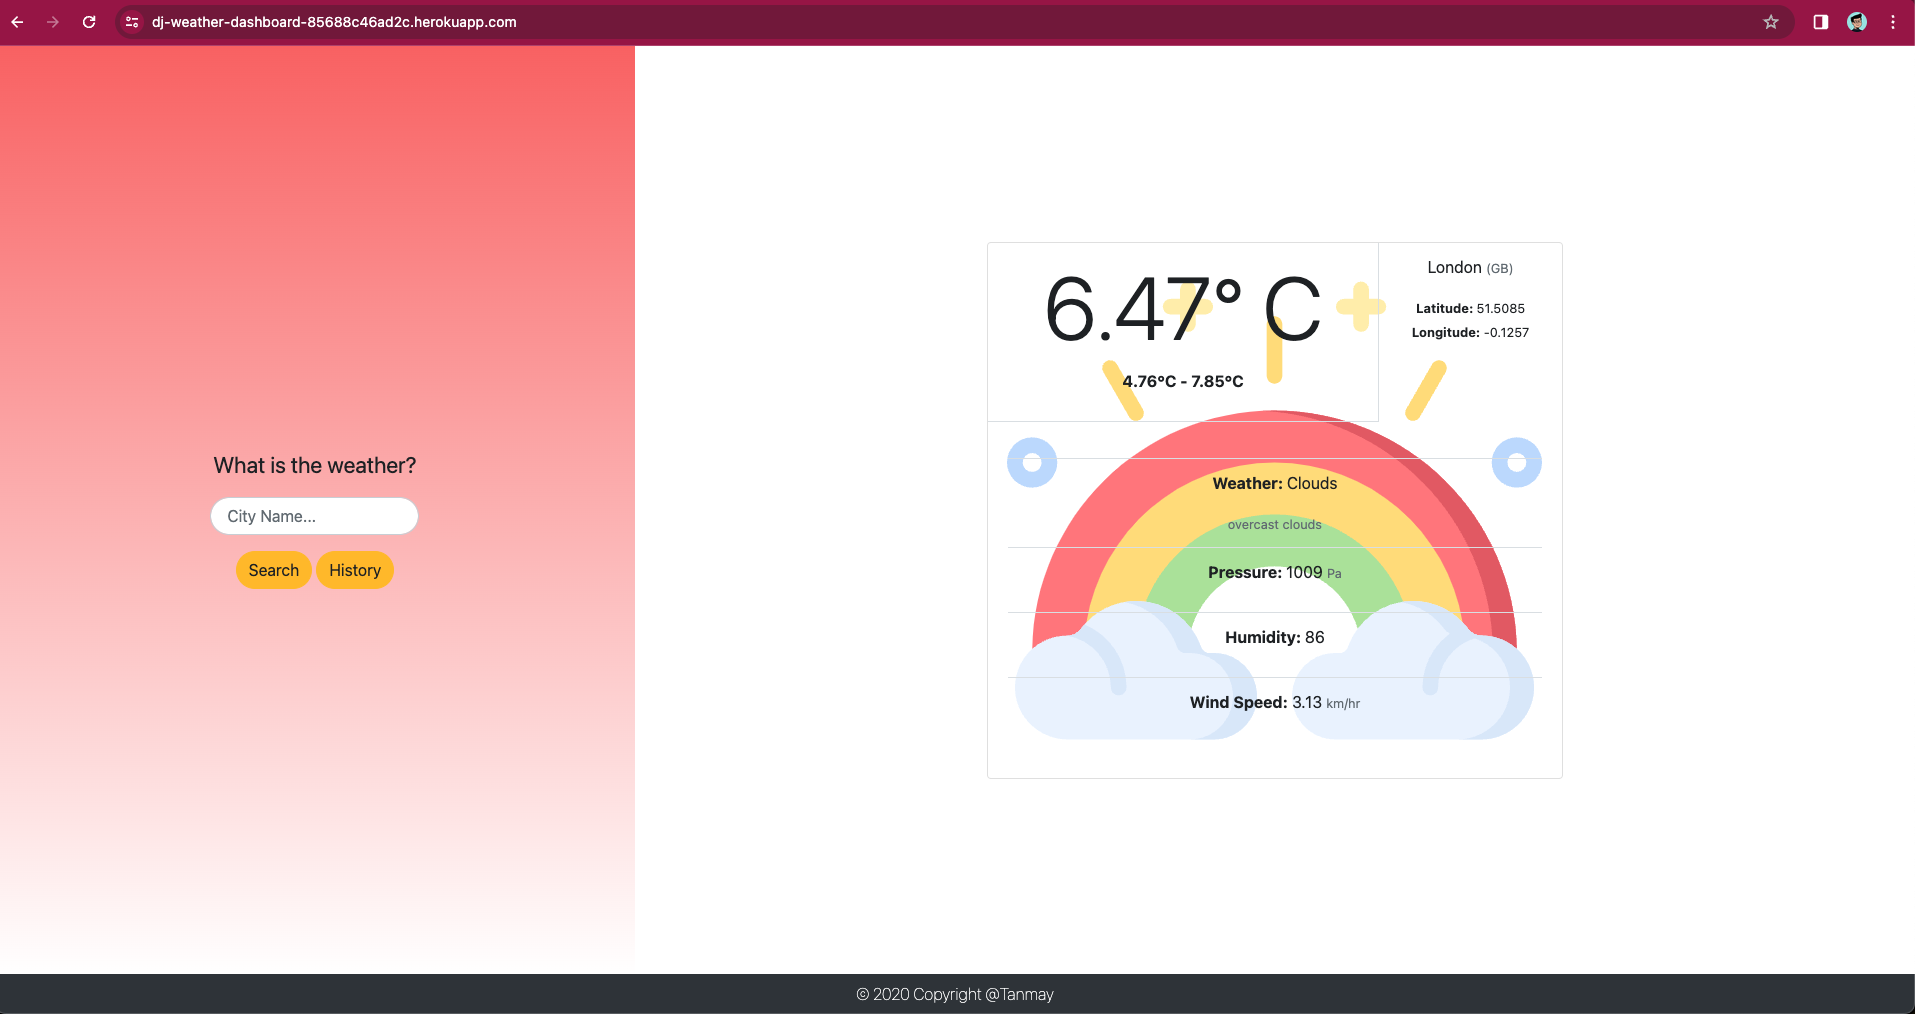 dj-weather-dashboard-85688c46ad2c.herokuapp.com
What is the weather?
City Name...
Search History
6.47° C
4.76°C - 7.85°C
London (GB)
Latitude: 51.5085
Longitude: -0.1257
Weather: Clouds
overcast clouds
Pressure: 1009 Pa
Humidity: 86
Wind Speed: 3.13 km/hr
© 2020 Copyright @Tanmay